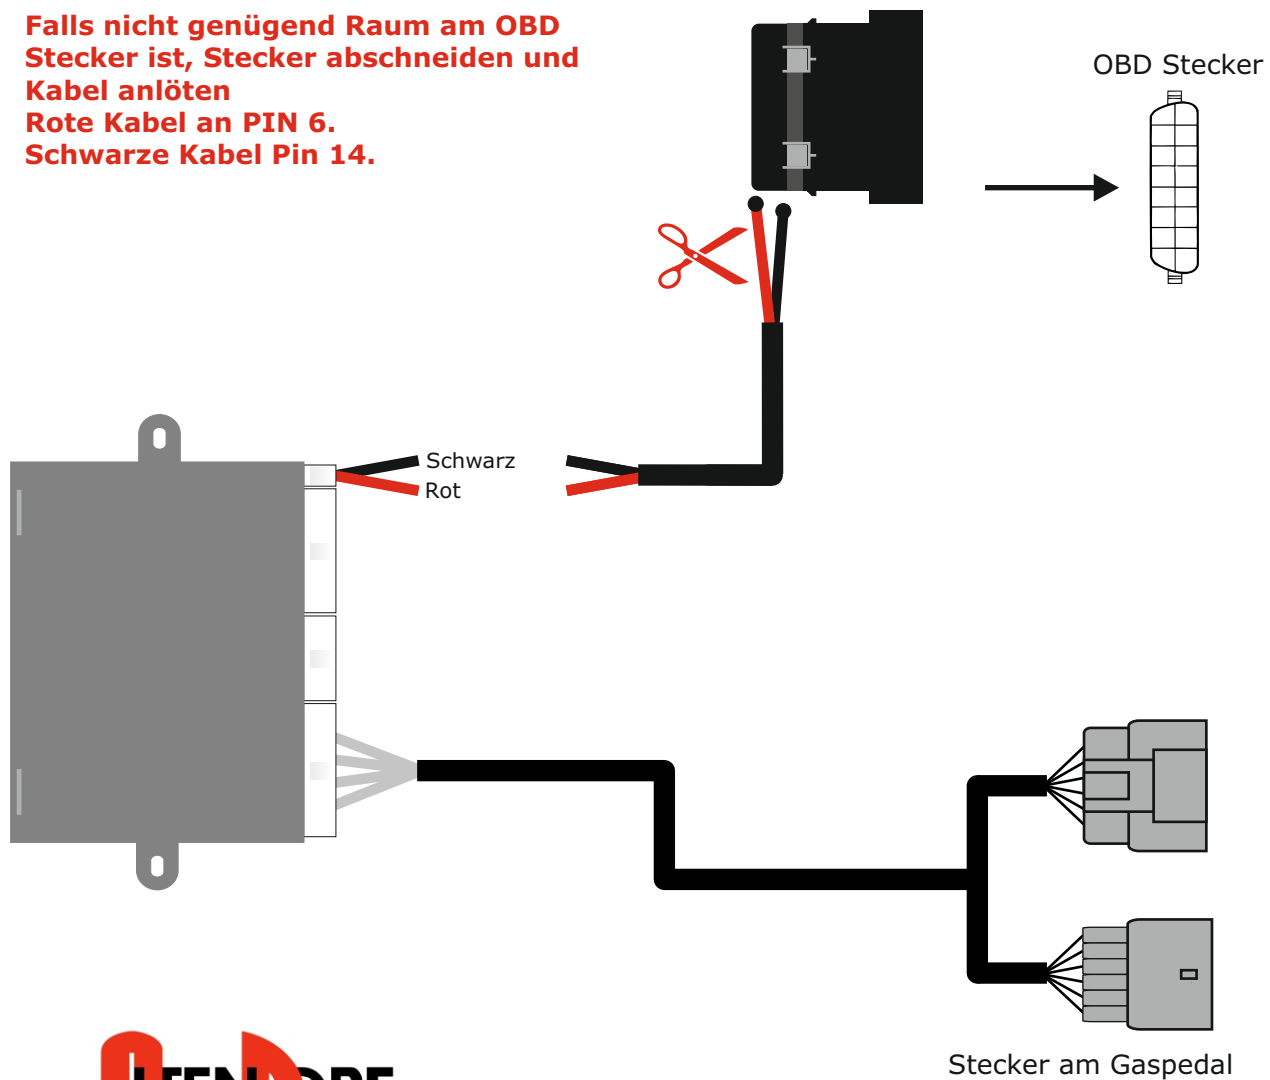 Falls nicht genügend Raum am OBD
Stecker ist, Stecker abschneiden und
Kabel anlöten
Rote Kabel an PIN 6.
Schwarze Kabel Pin 14.
OBD Stecker
Schwarz
Rot
Stecker am Gaspedal